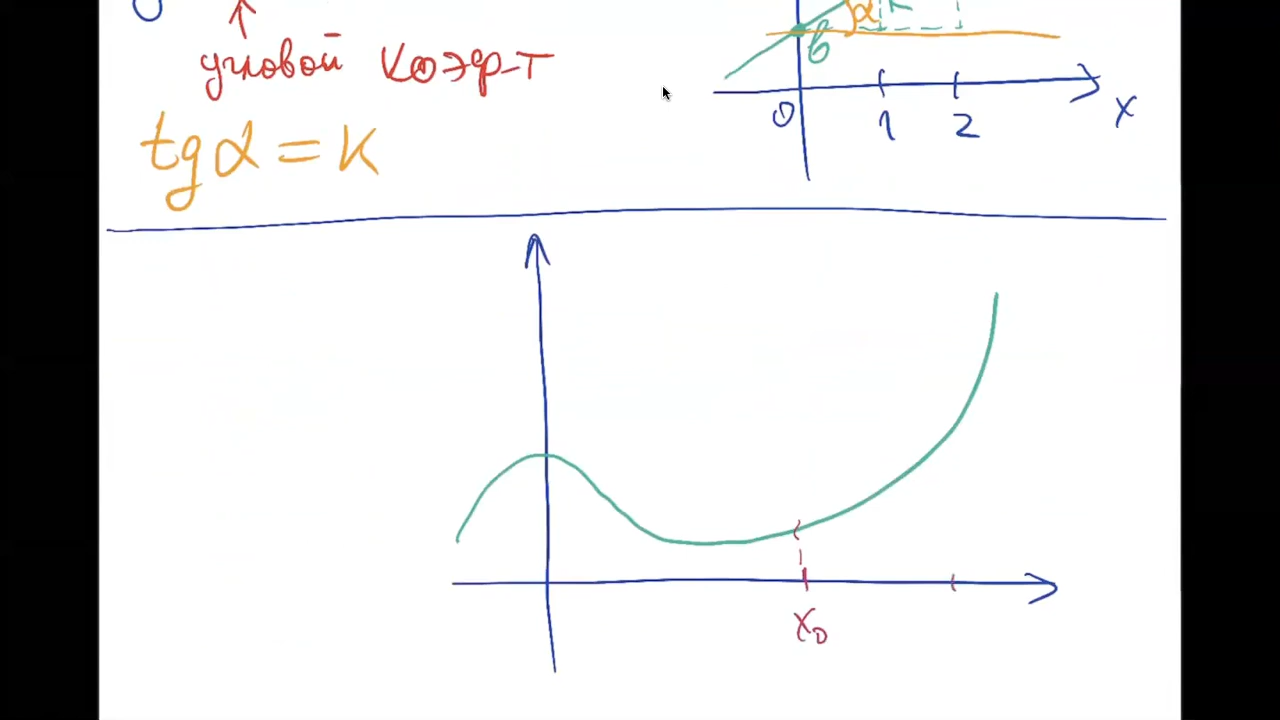 угловой коэф-т
tg α = k
α
b
0
1
2
x
x₀